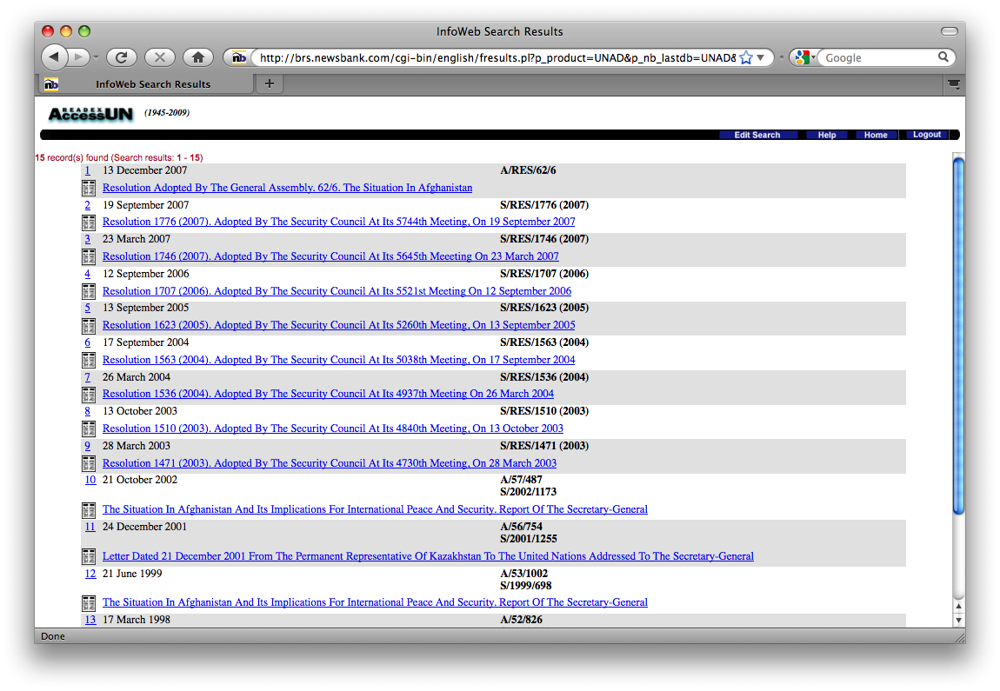 InfoWeb Search Results
http://brs.newsbank.com/cgi-bin/english/fresults.pl?p_product=UNAD&p_nb_lastdb=UNAD&
Google
nb InfoWeb Search Results +
READEX
AccessUN (1945-2009)
Edit Search Help Home Logout
15 record(s) found (Search results: 1 - 15)
1 13 December 2007 A/RES/62/6
Resolution Adopted By The General Assembly. 62/6. The Situation In Afghanistan
2 19 September 2007 S/RES/1776 (2007)
Resolution 1776 (2007). Adopted By The Security Council At Its 5744th Meeting, On 19 September 2007
3 23 March 2007 S/RES/1746 (2007)
Resolution 1746 (2007). Adopted By The Security Council At Its 5645th Meeeting On 23 March 2007
4 12 September 2006 S/RES/1707 (2006)
Resolution 1707 (2006). Adopted By The Security Council At Its 5521st Meeting On 12 September 2006
5 13 September 2005 S/RES/1623 (2005)
Resolution 1623 (2005). Adopted By The Security Council At Its 5260th Meeting, On 13 September 2005
6 17 September 2004 S/RES/1563 (2004)
Resolution 1563 (2004). Adopted By The Security Council At Its 5038th Meeting, On 17 September 2004
7 26 March 2004 S/RES/1536 (2004)
Resolution 1536 (2004). Adopted By The Security Council At Its 4937th Meeting On 26 March 2004
8 13 October 2003 S/RES/1510 (2003)
Resolution 1510 (2003). Adopted By The Security Council At Its 4840th Meeting, On 13 October 2003
9 28 March 2003 S/RES/1471 (2003)
Resolution 1471 (2003). Adopted By The Security Council At Its 4730th Meeting, On 28 March 2003
10 21 October 2002 A/57/487
S/2002/1173
The Situation In Afghanistan And Its Implications For International Peace And Security. Report Of The Secretary-General
11 24 December 2001 A/56/754
S/2001/1255
Letter Dated 21 December 2001 From The Permanent Representative Of Kazakhstan To The United Nations Addressed To The Secretary-General
12 21 June 1999 A/53/1002
S/1999/698
The Situation In Afghanistan And Its Implications For International Peace And Security. Report Of The Secretary-General
13 17 March 1998 A/52/826
Done